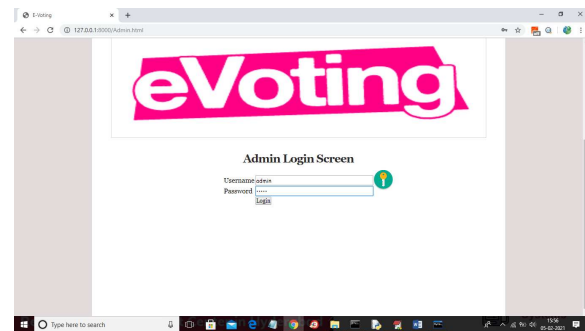 E-Voting
127.0.0.1:8000/Admin.html
eVoting
Admin Login Screen
Username admin
Password .....
Login
Type here to search
15:56
05-02-2021